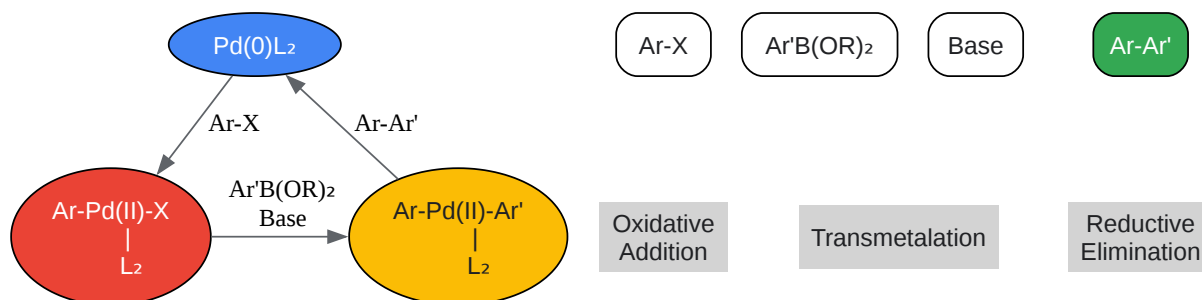 Pd(0)L₂
Ar-X
Ar'B(OR)₂
Base
Ar-Ar'
Ar-X
Ar-Ar'
Ar-Pd(II)-X
|
L₂
Ar'B(OR)₂
Base
Ar-Pd(II)-Ar'
|
L₂
Oxidative
Addition
Transmetalation
Reductive
Elimination